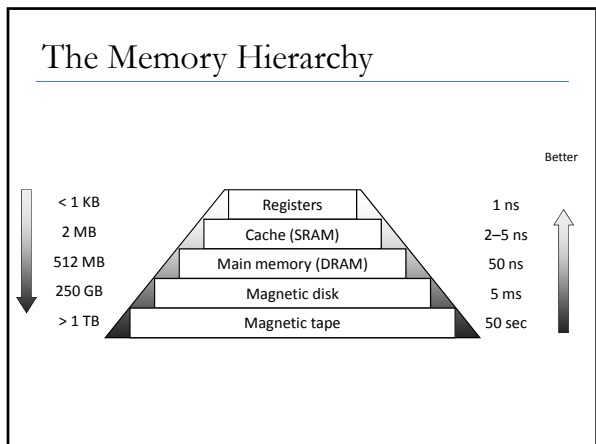 The Memory Hierarchy
Better
< 1 KB Registers 1 ns
2 MB Cache (SRAM) 2–5 ns
512 MB Main memory (DRAM) 50 ns
250 GB Magnetic disk 5 ms
> 1 TB Magnetic tape 50 sec